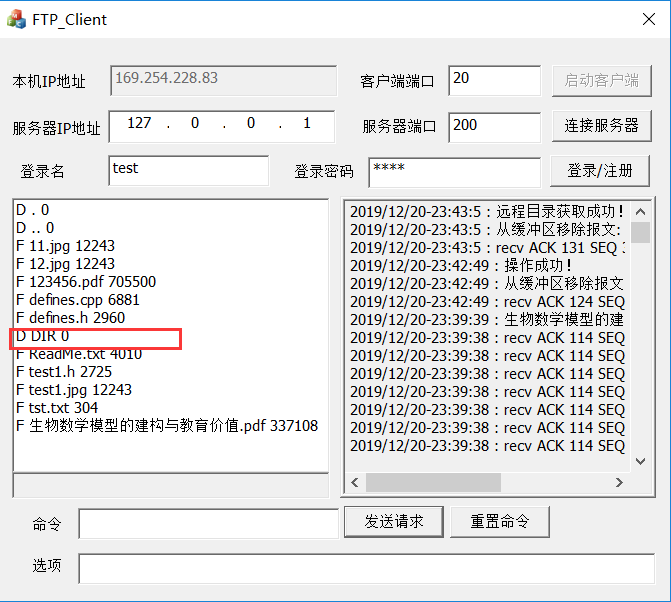 FTP_Client
本机IP地址 169.254.228.83 客户端端口 20 启动客户端
服务器IP地址 127 . 0 . 0 . 1 服务器端口 200 连接服务器
登录名 test 登录密码 **** 登录/注册
D . 0
D .. 0
F 11.jpg 12243
F 12.jpg 12243
F 123456.pdf 705500
F defines.cpp 6881
F defines.h 2960
D DIR 0
F ReadMe.txt 4010
F test1.h 2725
F test1.jpg 12243
F tst.txt 304
F 生物数学模型的建构与教育价值.pdf 337108
2019/12/20-23:43:5 : 远程目录获取成功!
2019/12/20-23:43:5 : 从缓冲区移除报文:
2019/12/20-23:43:5 : recv ACK 131 SEQ
2019/12/20-23:42:49 : 操作成功!
2019/12/20-23:42:49 : 从缓冲区移除报文
2019/12/20-23:42:49 : recv ACK 124 SEQ
2019/12/20-23:39:39 : 生物数学模型的建
2019/12/20-23:39:38 : recv ACK 114 SEQ
2019/12/20-23:39:38 : recv ACK 114 SEQ
2019/12/20-23:39:38 : recv ACK 114 SEQ
2019/12/20-23:39:38 : recv ACK 114 SEQ
2019/12/20-23:39:38 : recv ACK 114 SEQ
2019/12/20-23:39:38 : recv ACK 114 SEQ
2019/12/20-23:39:38 : recv ACK 114 SEQ
命令 发送请求 重置命令
选项